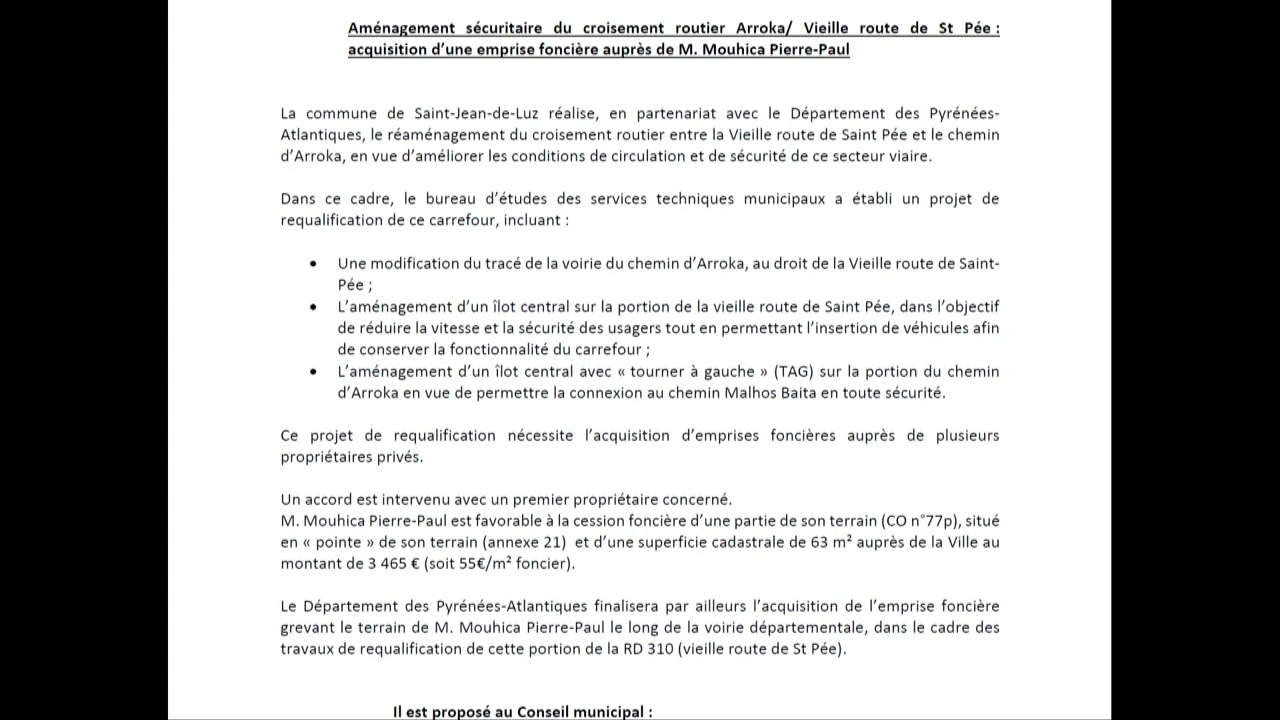 Aménagement sécuritaire du croisement routier Arroka/ Vieille route de St Pée :
acquisition d’une emprise foncière auprès de M. Mouhica Pierre-Paul
La commune de Saint-Jean-de-Luz réalise, en partenariat avec le Département des Pyrénées-
Atlantiques, le réaménagement du croisement routier entre la Vieille route de Saint Pée et le chemin
d’Arroka, en vue d’améliorer les conditions de circulation et de sécurité de ce secteur viaire.
Dans ce cadre, le bureau d’études des services techniques municipaux a établi un projet de
requalification de ce carrefour, incluant :
• Une modification du tracé de la voirie du chemin d’Arroka, au droit de la Vieille route de Saint-
Pée ;
• L’aménagement d’un îlot central sur la portion de la vieille route de Saint Pée, dans l’objectif
de réduire la vitesse et la sécurité des usagers tout en permettant l’insertion de véhicules afin
de conserver la fonctionnalité du carrefour ;
• L’aménagement d’un îlot central avec « tourner à gauche » (TAG) sur la portion du chemin
d’Arroka en vue de permettre la connexion au chemin Malhos Baita en toute sécurité.
Ce projet de requalification nécessite l’acquisition d’emprises foncières auprès de plusieurs
propriétaires privés.
Un accord est intervenu avec un premier propriétaire concerné.
M. Mouhica Pierre-Paul est favorable à la cession foncière d’une partie de son terrain (CO n°77p), situé
en « pointe » de son terrain (annexe 21) et d’une superficie cadastrale de 63 m² auprès de la Ville au
montant de 3 465 € (soit 55€/m² foncier).
Le Département des Pyrénées-Atlantiques finalisera par ailleurs l’acquisition de l’emprise foncière
grevant le terrain de M. Mouhica Pierre-Paul le long de la voirie départementale, dans le cadre des
travaux de requalification de cette portion de la RD 310 (vieille route de St Pée).
Il est proposé au Conseil municipal :